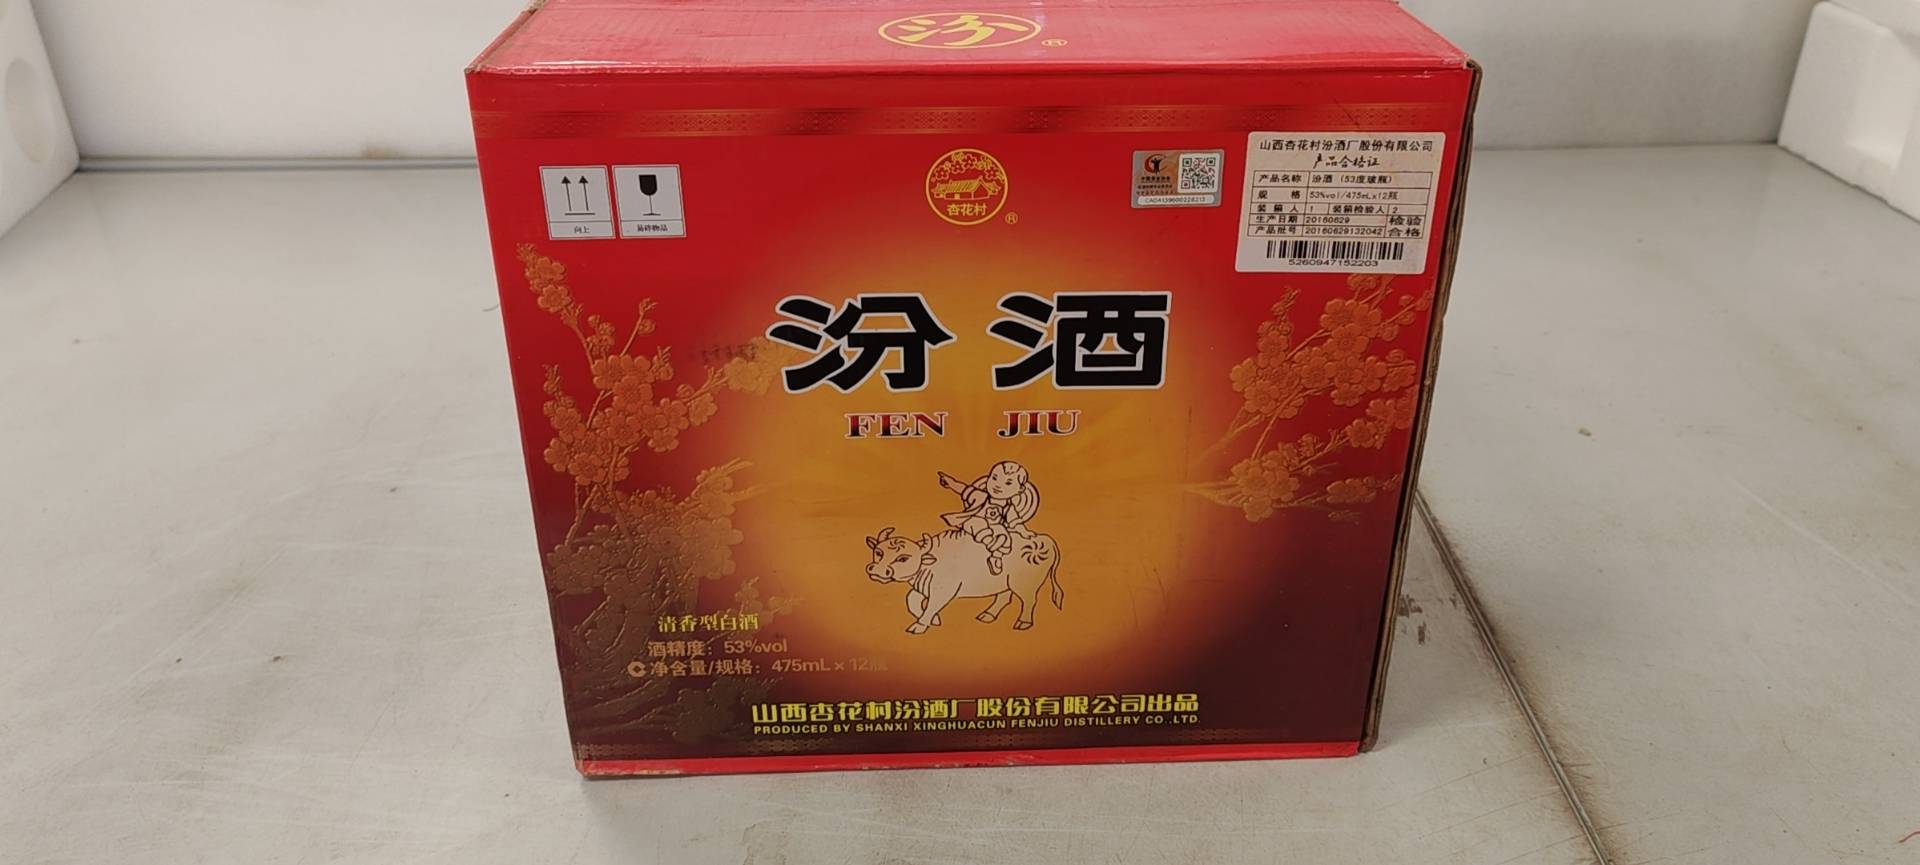 汾
®
向上
易碎物品
杏花村
®
CADA139600228213
山西杏花村汾酒厂股份有限公司
产品合格证
产品名称 汾酒（53度玻瓶）
规 格 53%vol/475mL×12瓶
装箱人 1 装箱检验人 2
生产日期 20160629 检验
产品批号 20160629132042 合格
5260947152203
汾酒
FEN JIU
清香型白酒
酒精度：53%vol
净含量/规格：475mL×12瓶
山西杏花村汾酒厂股份有限公司出品
PRODUCED BY SHANXI XINGHUACUN FENJIU DISTILLERY CO.,LTD.